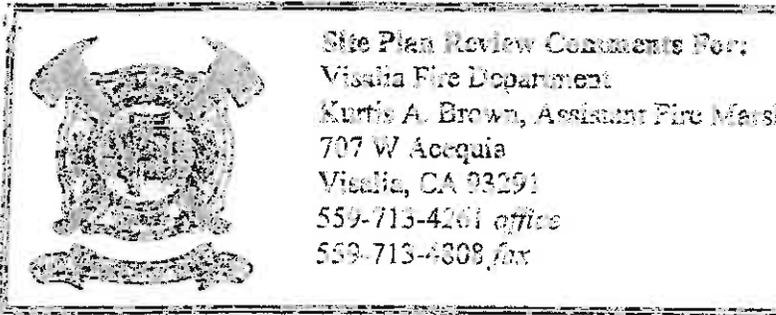 Site Plan Review Comments For:
Visalia Fire Department
Kurtis A. Brown, Assistant Fire Marsh
707 W Acequia
Visalia, CA 93291
559-713-4261 office
559-713-4808 fax